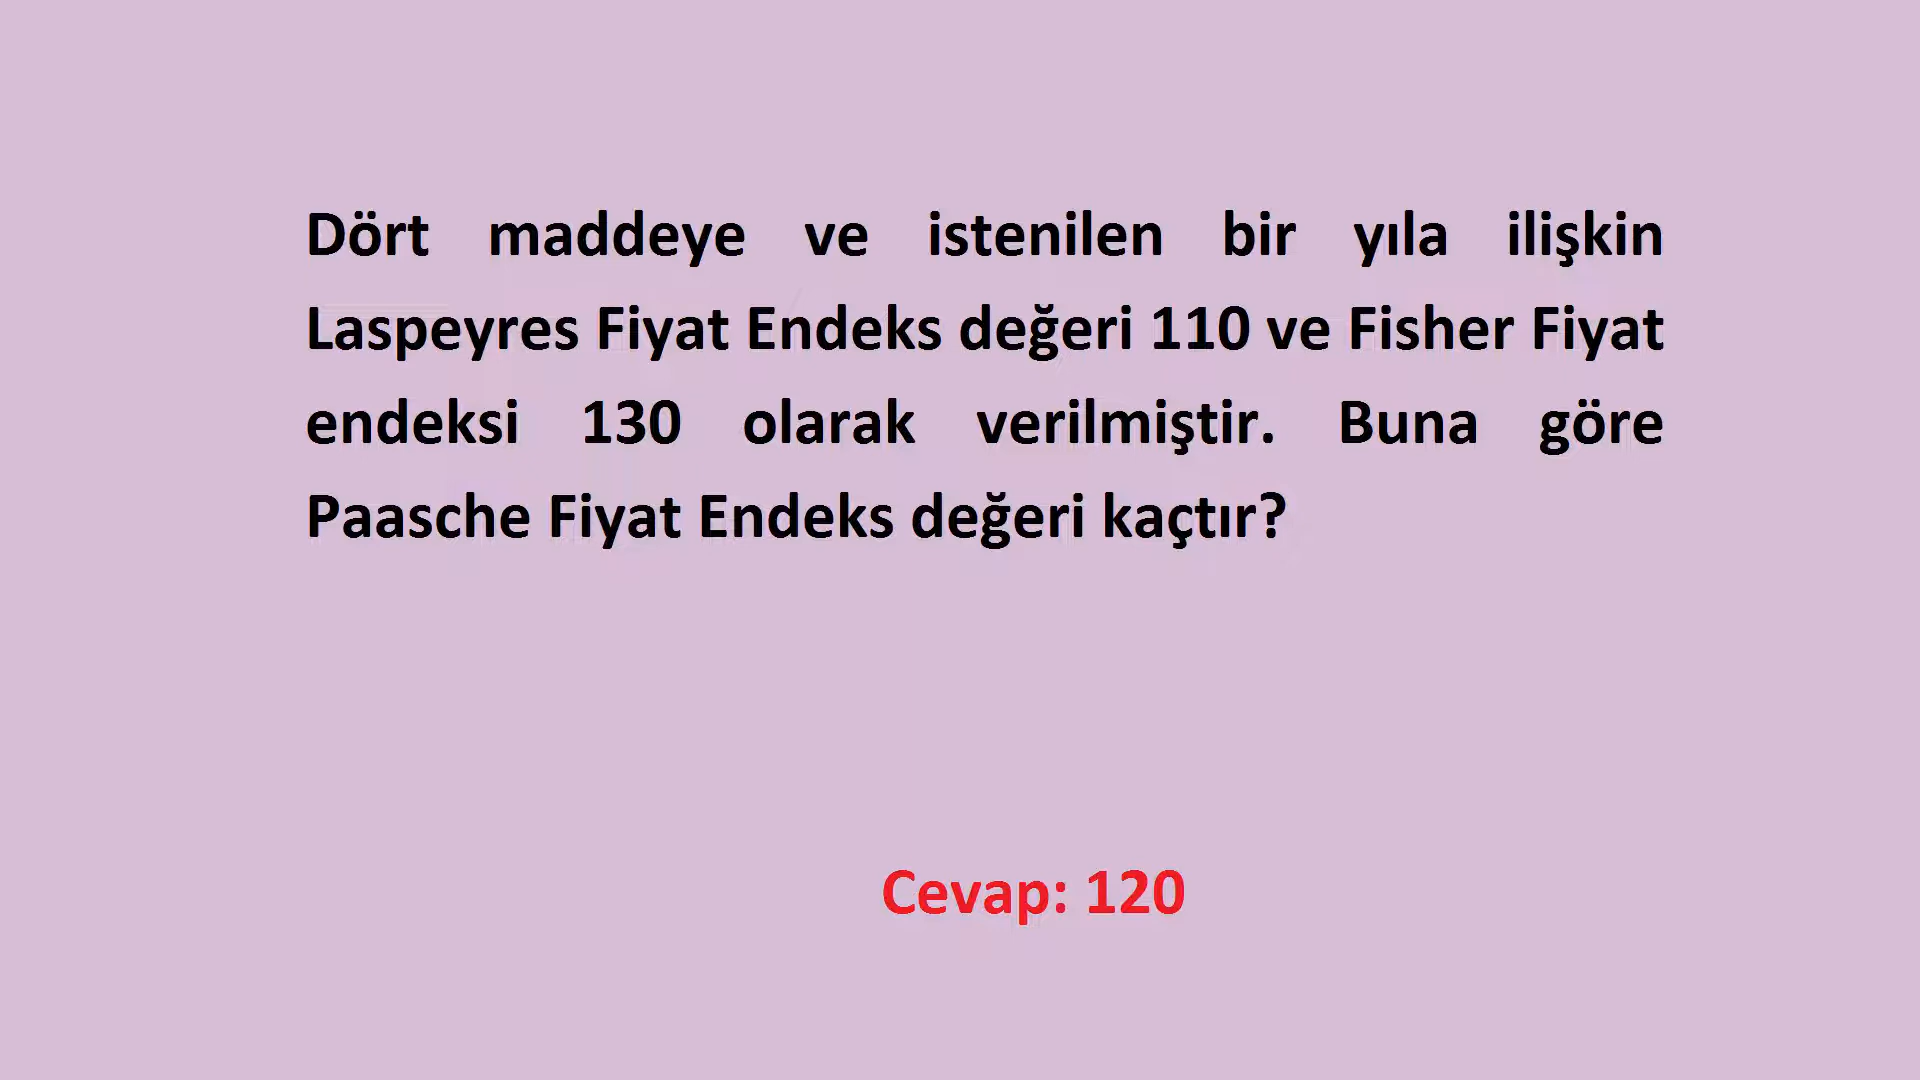 Dört maddeye ve istenilen bir yıla ilişkin
Laspeyres Fiyat Endeks değeri 110 ve Fisher Fiyat
endeksi 130 olarak verilmiştir. Buna göre
Paasche Fiyat Endeks değeri kaçtır?
Cevap: 120